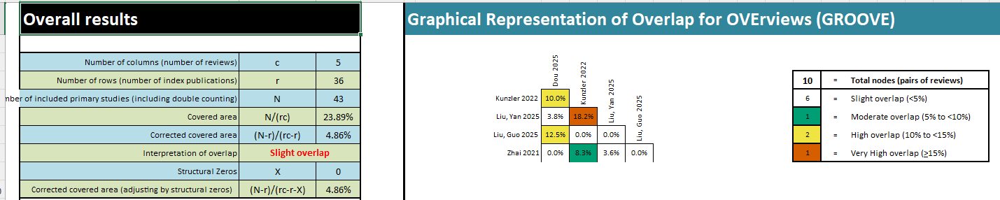 Overall results
Number of columns (number of reviews) c 5
Number of rows (number of index publications) r 36
nber of included primary studies (including double counting) N 43
Covered area N/(rc) 23.89%
Corrected covered area (N-r)/(rc-r) 4.86%
Interpretation of overlap Slight overlap
Structural Zeros X 0
Corrected covered area (adjusting by structural zeros) (N-r)/(rc-r-X) 4.86%
Graphical Representation of Overlap for OVErviews (GROOVE)
Dou 2025
Kunzler 2022
Liu, Yan 2025
Liu, Guo 2025
Kunzler 2022 10.0%
Liu, Yan 2025 3.8% 18.2%
Liu, Guo 2025 12.5% 0.0% 0.0%
Zhai 2021 0.0% 8.3% 3.6% 0.0%
10 = Total nodes (pairs of reviews)
6 = Slight overlap (<5%)
1 = Moderate overlap (5% to <10%)
2 = High overlap (10% to <15%)
1 = Very High overlap (≥15%)